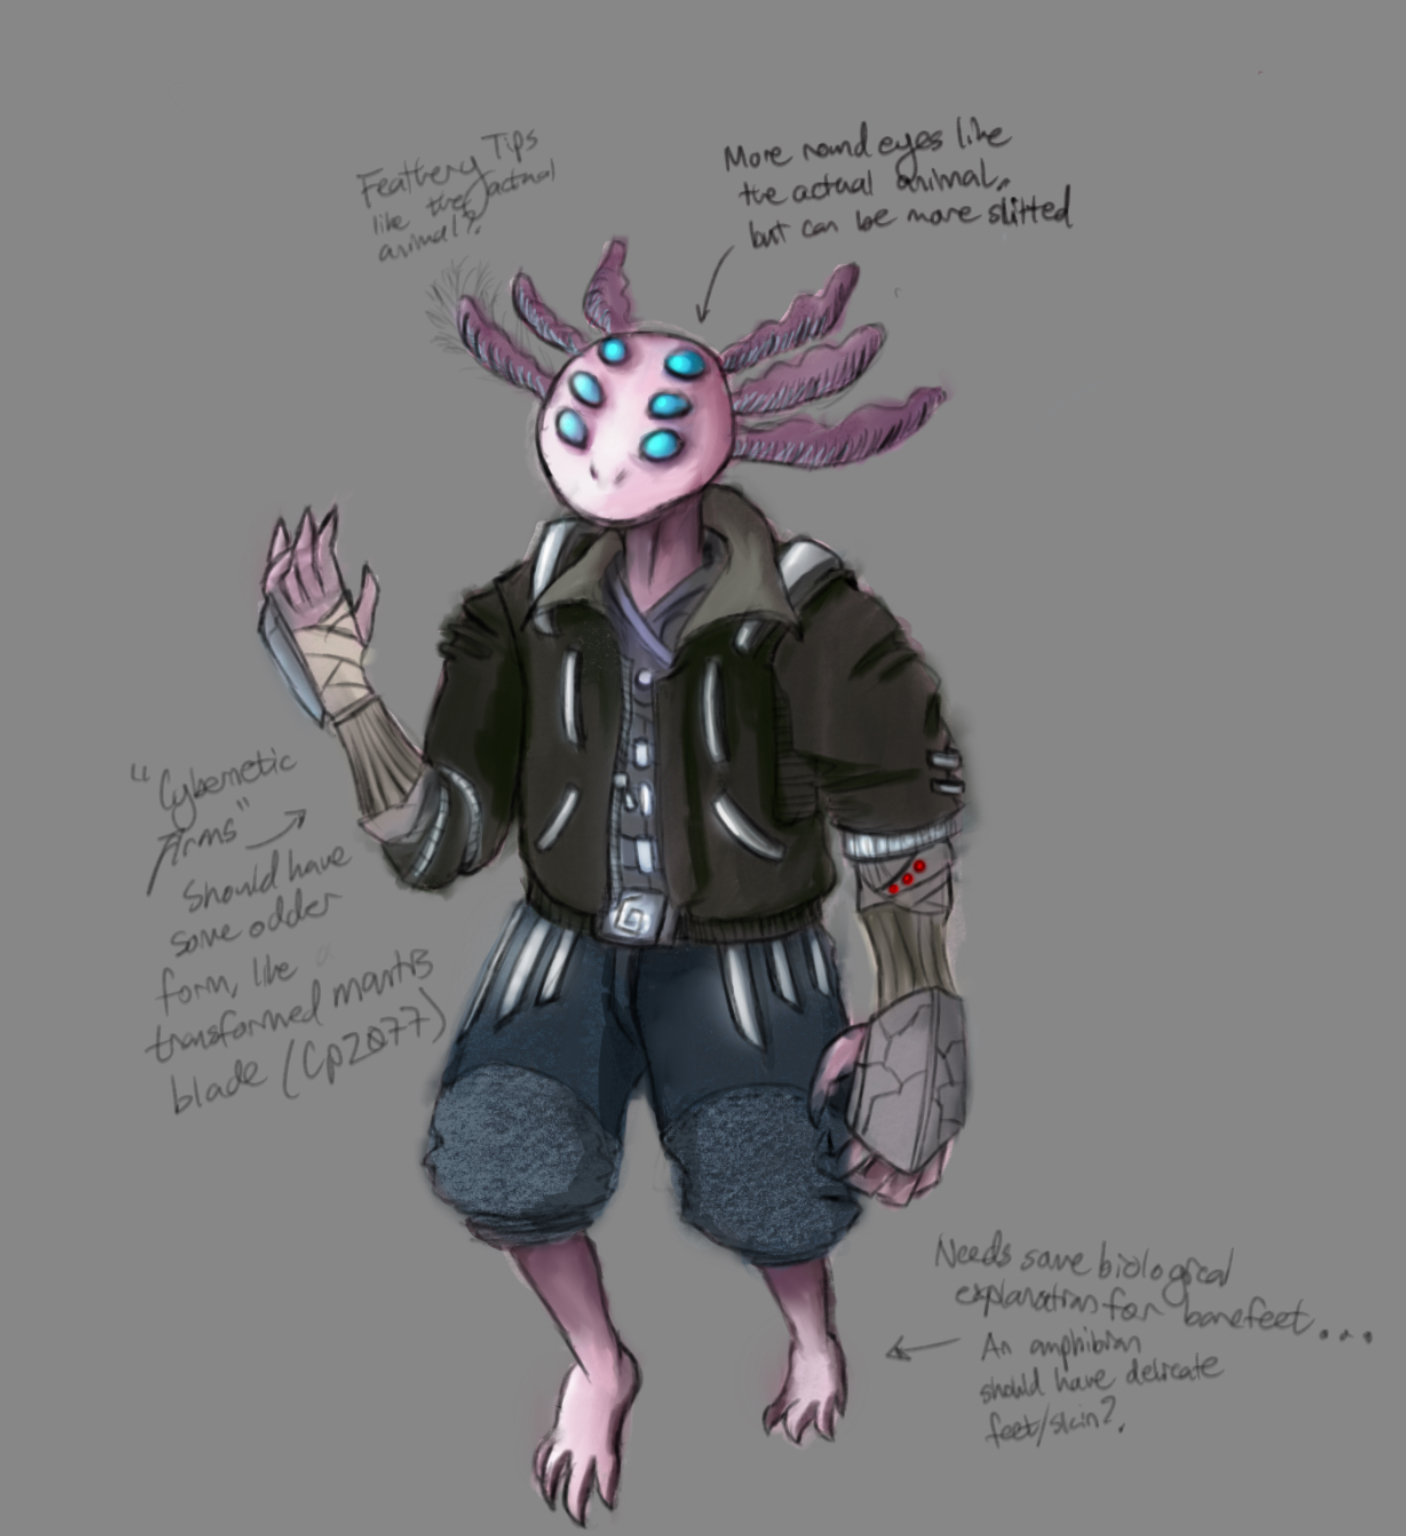 Feathery Tips
like the actual
animal?
More round eyes like
the actual animal,
but can be more slitted
"Cybernetic
Arms"
Should have
some odder
form, like
transformed mantis
blade (Cp2077)
Needs some biological
explanation for barefeet...
An amphibian
should have delicate
feet/skin?